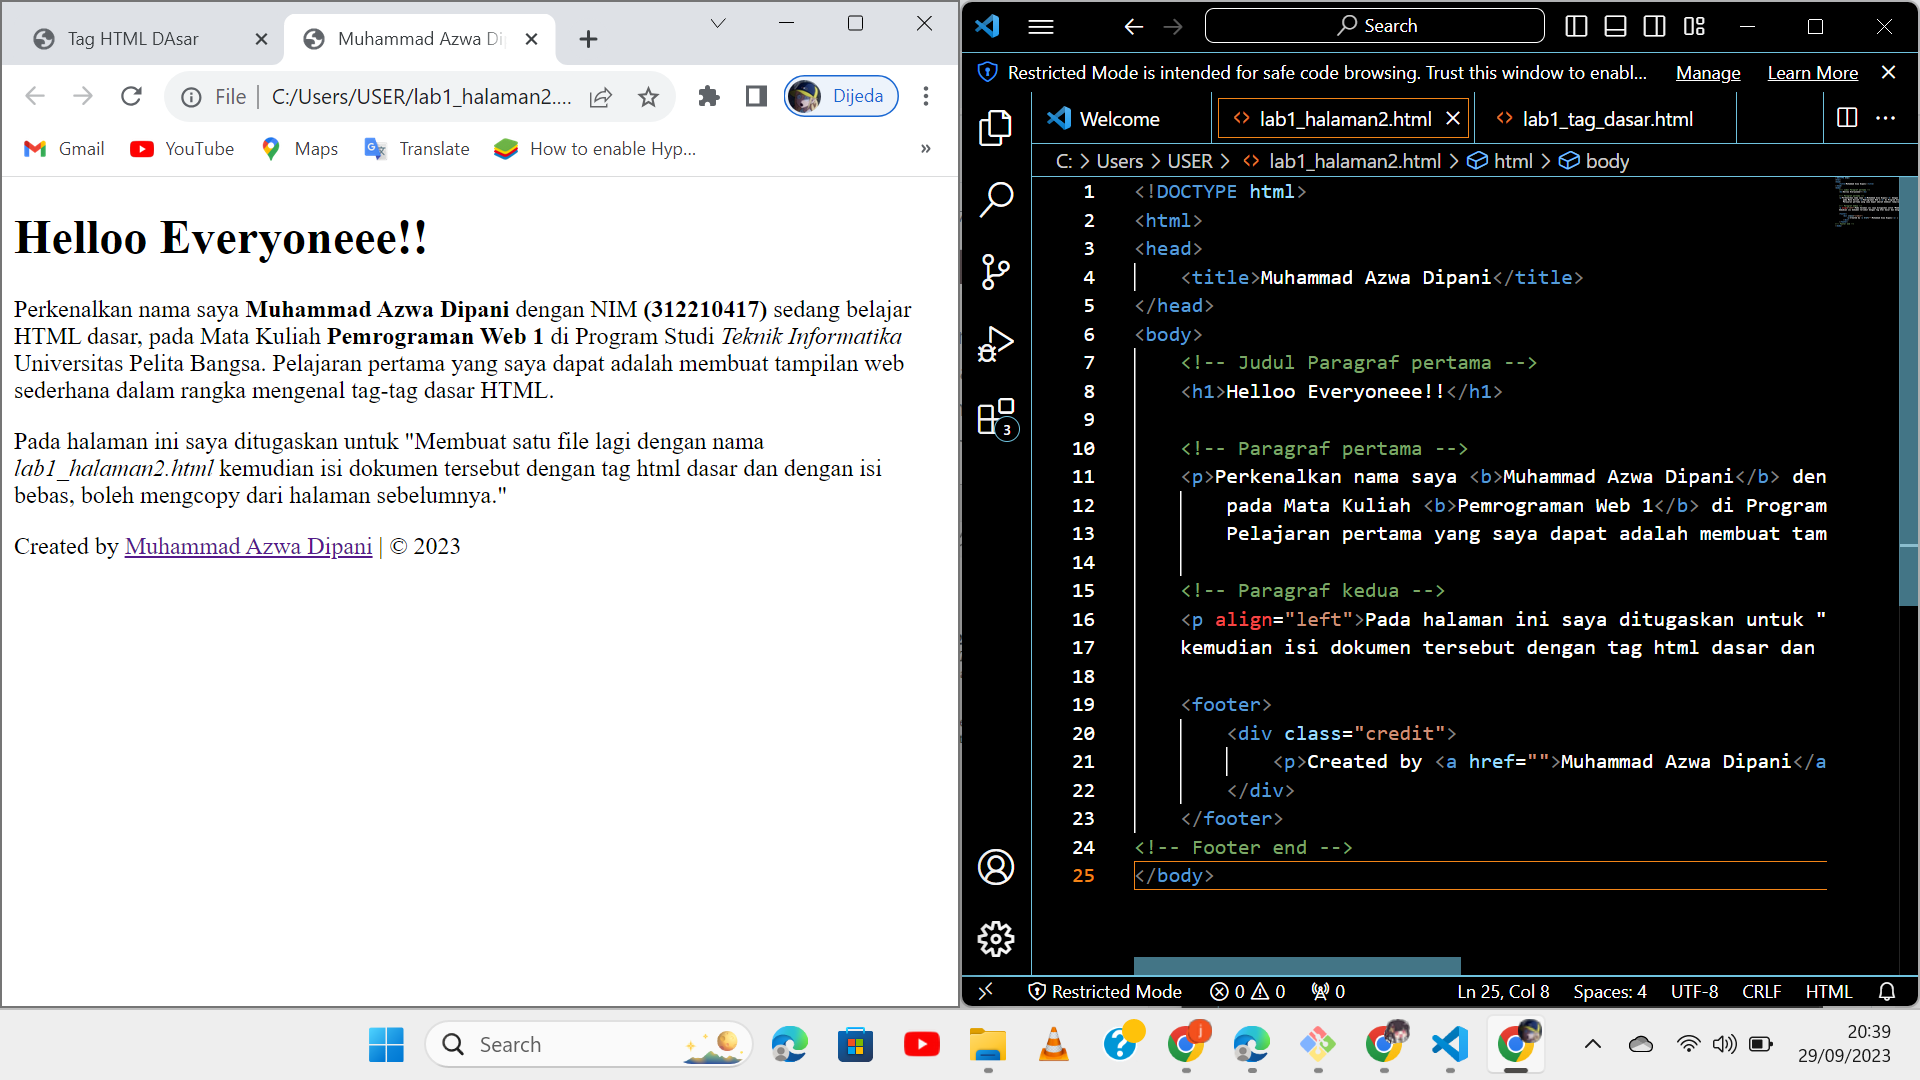 Tag HTML DAsar
Muhammad Azwa Di
File
C:/Users/USER/lab1_halaman2....
Dijeda
Gmail
YouTube
Maps
Translate
How to enable Hyp...
»
Helloo Everyoneee!!
Perkenalkan nama saya Muhammad Azwa Dipani dengan NIM (312210417) sedang belajar
HTML dasar, pada Mata Kuliah Pemrograman Web 1 di Program Studi Teknik Informatika
Universitas Pelita Bangsa. Pelajaran pertama yang saya dapat adalah membuat tampilan web
sederhana dalam rangka mengenal tag-tag dasar HTML.
Pada halaman ini saya ditugaskan untuk "Membuat satu file lagi dengan nama
lab1_halaman2.html kemudian isi dokumen tersebut dengan tag html dasar dan dengan isi
bebas, boleh mengcopy dari halaman sebelumnya."
Created by Muhammad Azwa Dipani | © 2023
Search
Restricted Mode is intended for safe code browsing. Trust this window to enabl... Manage Learn More
Welcome
lab1_halaman2.html
lab1_tag_dasar.html
C: > Users > USER > lab1_halaman2.html > html > body
1 <!DOCTYPE html>
2 <html>
3 <head>
4 <title>Muhammad Azwa Dipani</title>
5 </head>
6 <body>
7 <!-- Judul Paragraf pertama -->
8 <h1>Helloo Everyoneee!!</h1>
9
10 <!-- Paragraf pertama -->
11 <p>Perkenalkan nama saya <b>Muhammad Azwa Dipani</b> den
12 pada Mata Kuliah <b>Pemrograman Web 1</b> di Program
13 Pelajaran pertama yang saya dapat adalah membuat tam
14
15 <!-- Paragraf kedua -->
16 <p align="left">Pada halaman ini saya ditugaskan untuk "
17 kemudian isi dokumen tersebut dengan tag html dasar dan
18
19 <footer>
20 <div class="credit">
21 <p>Created by <a href="">Muhammad Azwa Dipani</a
22 </div>
23 </footer>
24 <!-- Footer end -->
25 </body>
3
Restricted Mode 0 0 0 Ln 25, Col 8 Spaces: 4 UTF-8 CRLF HTML
Search
j
20:39
29/09/2023